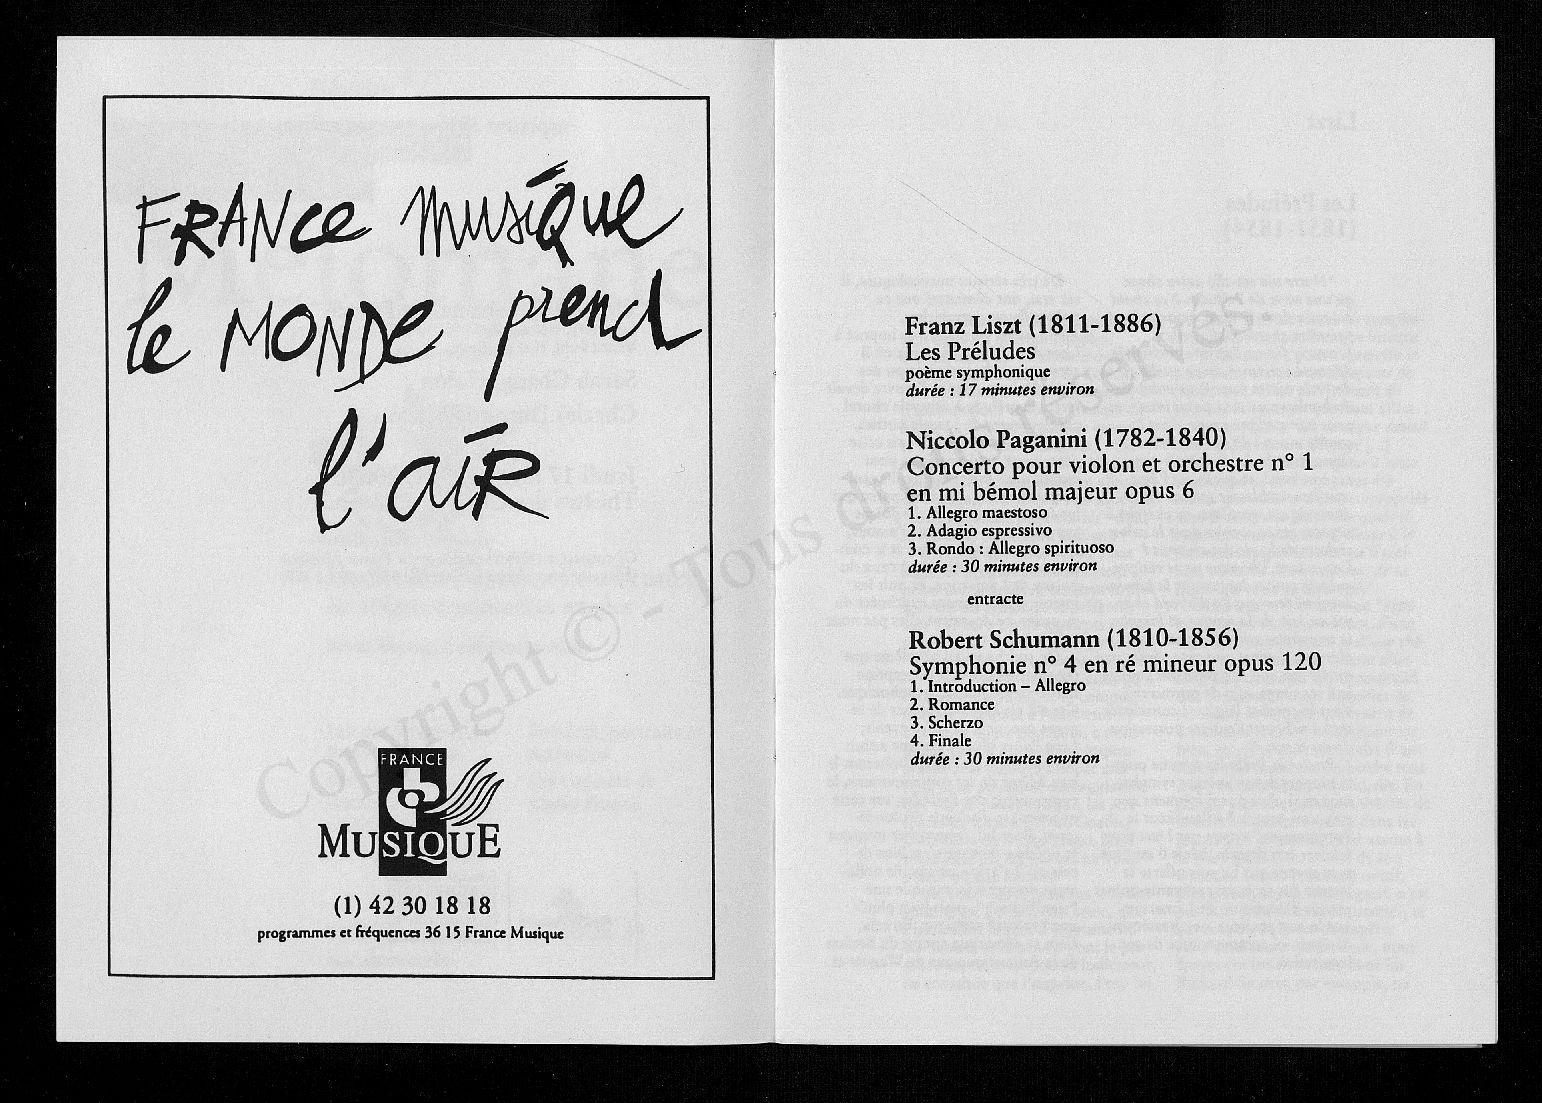 FRANCE musique
le MONDE prend
l'aiR
FRANCE
MUSIQUE
(1) 42 30 18 18
programmes et fréquences 36 15 France Musique
Franz Liszt (1811-1886)
Les Préludes
poème symphonique
durée : 17 minutes environ
Niccolo Paganini (1782-1840)
Concerto pour violon et orchestre n° 1
en mi bémol majeur opus 6
1. Allegro maestoso
2. Adagio espressivo
3. Rondo : Allegro spirituoso
durée : 30 minutes environ
entracte
Robert Schumann (1810-1856)
Symphonie n° 4 en ré mineur opus 120
1. Introduction – Allegro
2. Romance
3. Scherzo
4. Finale
durée : 30 minutes environ
Copyright © - Tous droits réservés.